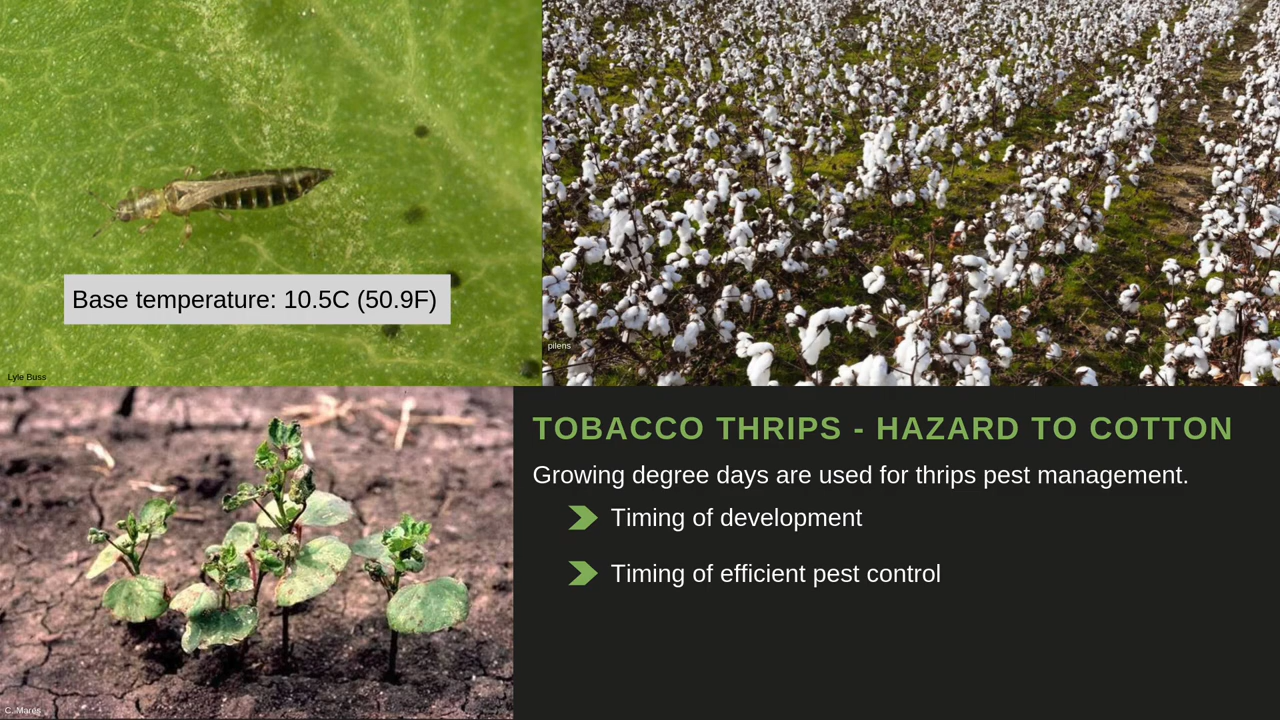 Base temperature: 10.5C (50.9F)
Lyle Buss
pilens
TOBACCO THRIPS - HAZARD TO COTTON
Growing degree days are used for thrips pest management.
Timing of development
Timing of efficient pest control
C. Mares